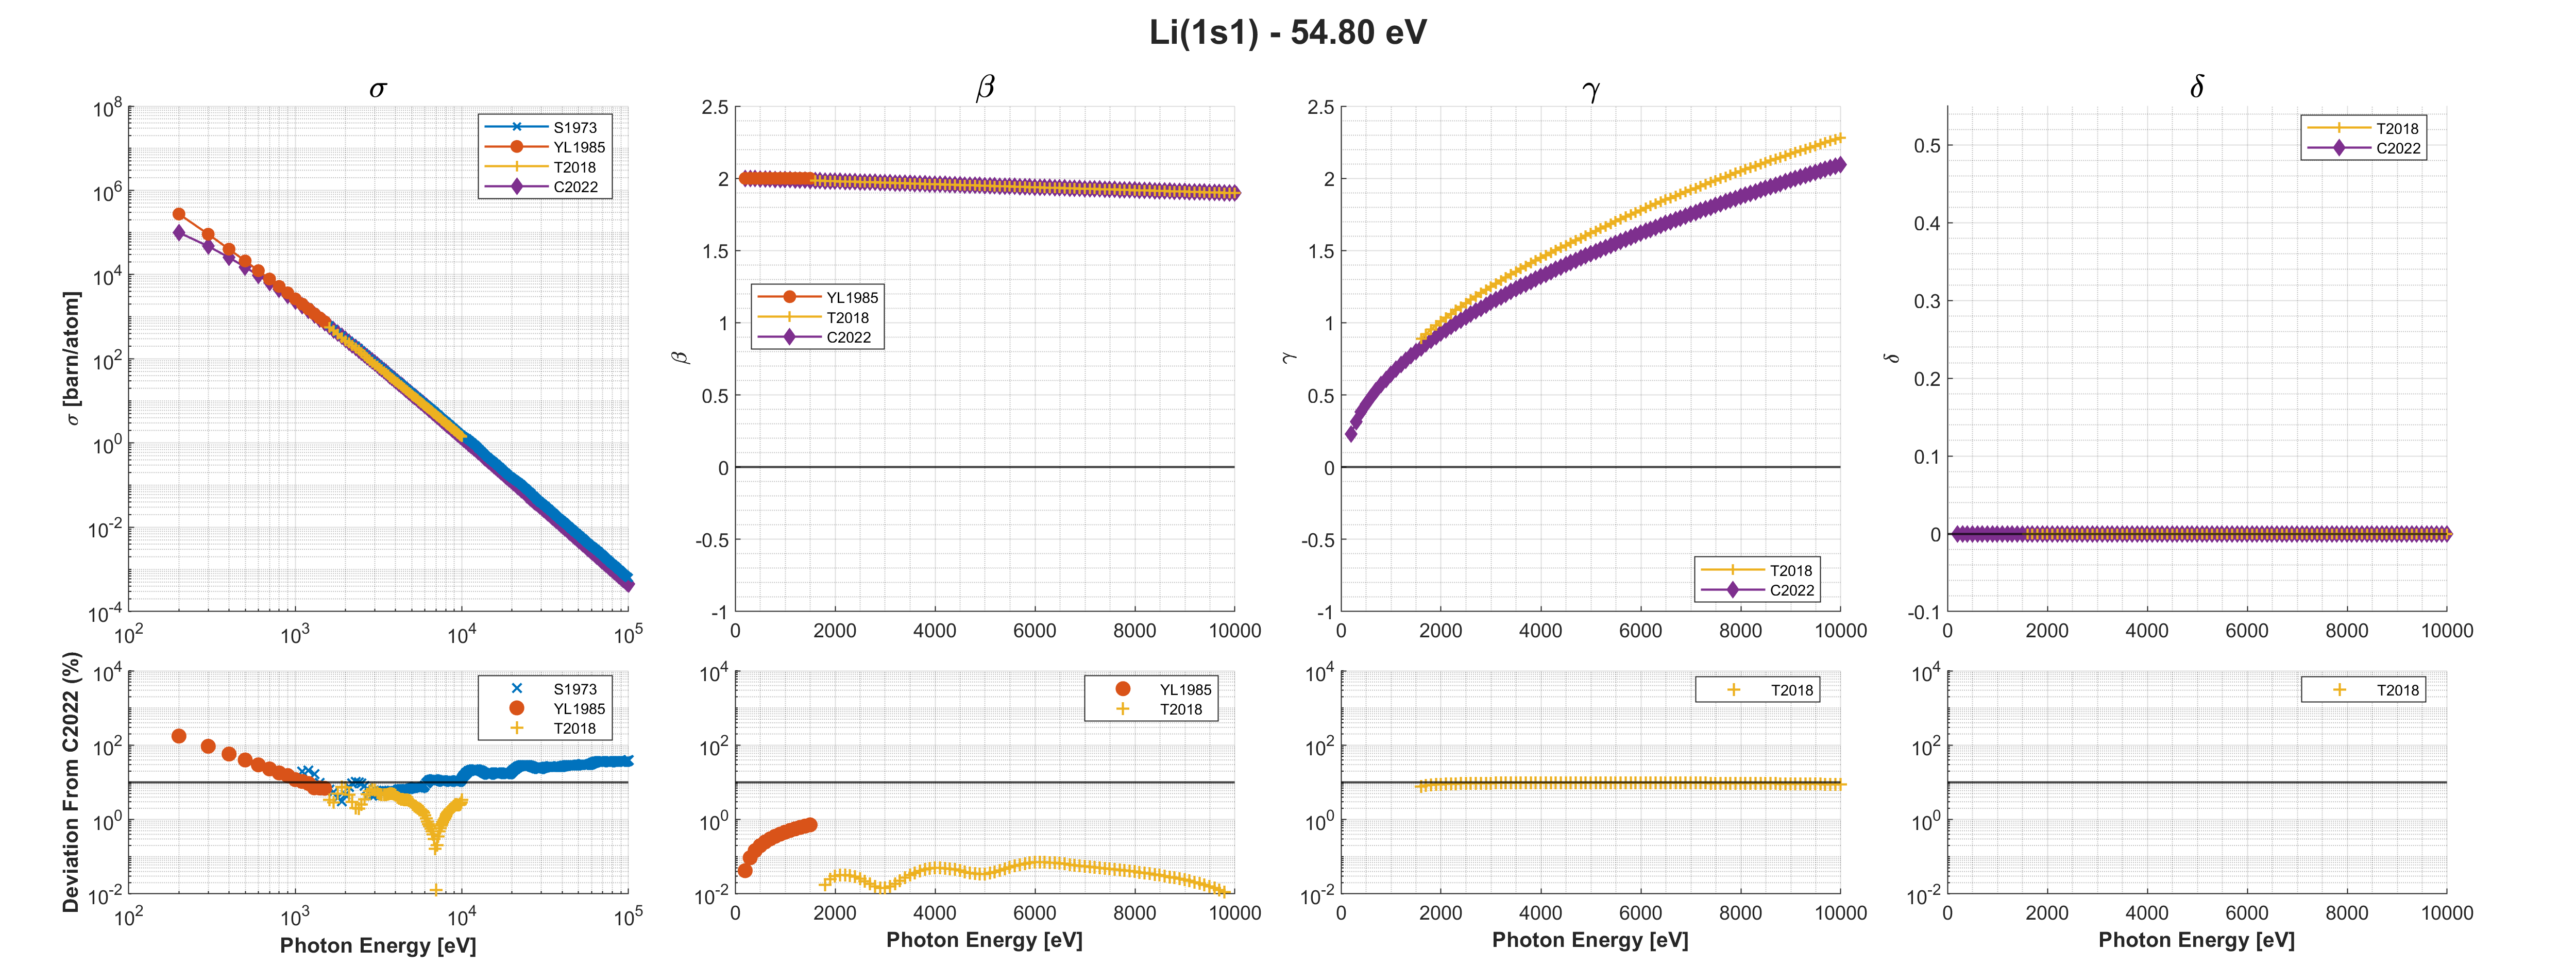 Li(1s1) - 54.80 eV
σ
10^8
10^6
10^4
10^2
10^0
10^-2
10^-4
σ [barn/atom]
10^2 10^3 10^4 10^5
S1973
YL1985
T2018
C2022
β
2.5
2
1.5
1
0.5
0
-0.5
-1
β
0 2000 4000 6000 8000 10000
YL1985
T2018
C2022
γ
2.5
2
1.5
1
0.5
0
-0.5
-1
γ
0 2000 4000 6000 8000 10000
T2018
C2022
δ
0.5
0.4
0.3
0.2
0.1
0
-0.1
δ
0 2000 4000 6000 8000 10000
T2018
C2022
10^4
10^2
10^0
10^-2
Deviation From C2022 (%)
10^2 10^3 10^4 10^5
Photon Energy [eV]
S1973
YL1985
T2018
10^4
10^2
10^0
10^-2
0 2000 4000 6000 8000 10000
Photon Energy [eV]
YL1985
T2018
10^4
10^2
10^0
10^-2
0 2000 4000 6000 8000 10000
Photon Energy [eV]
T2018
10^4
10^2
10^0
10^-2
0 2000 4000 6000 8000 10000
Photon Energy [eV]
T2018